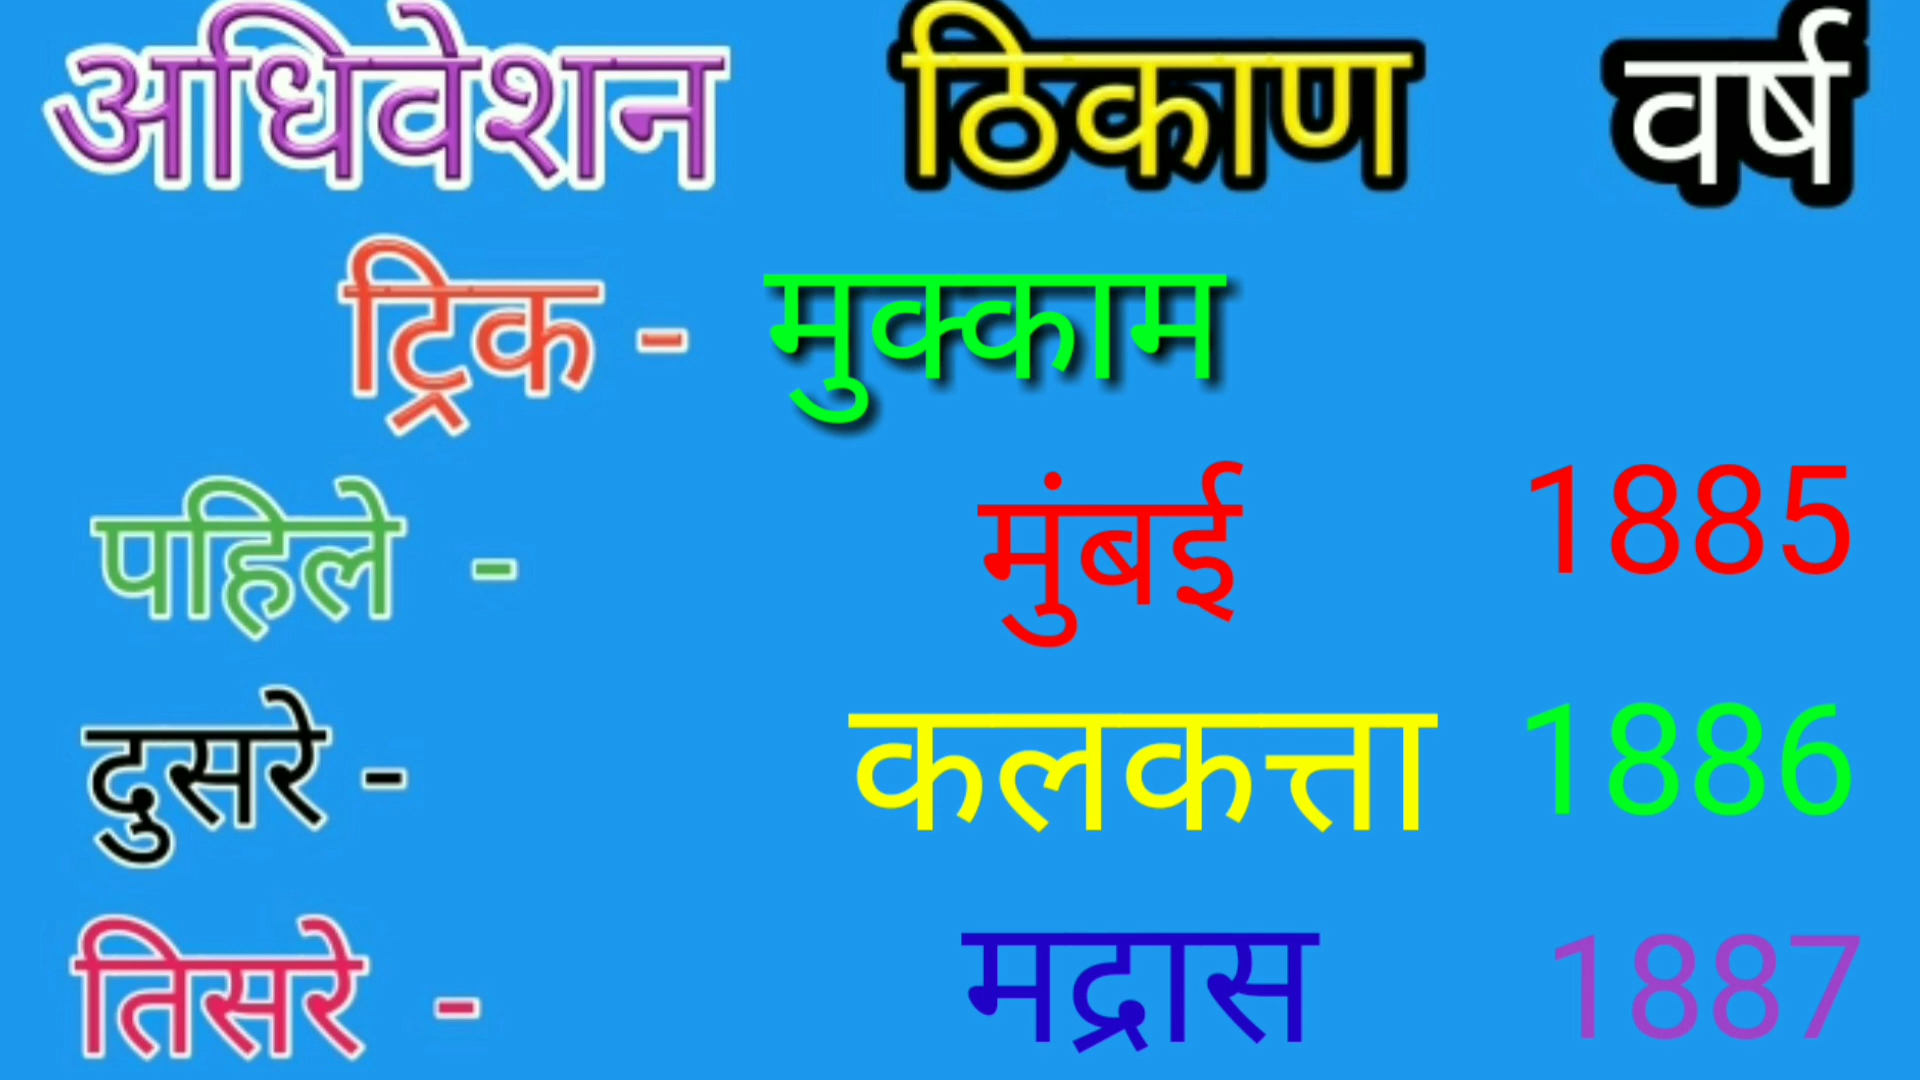 अधिवेशन ठिकाण वर्ष
ट्रिक - मुक्काम
पहिले - मुंबई 1885
दुसरे - कलकत्ता 1886
तिसरे - मद्रास 1887